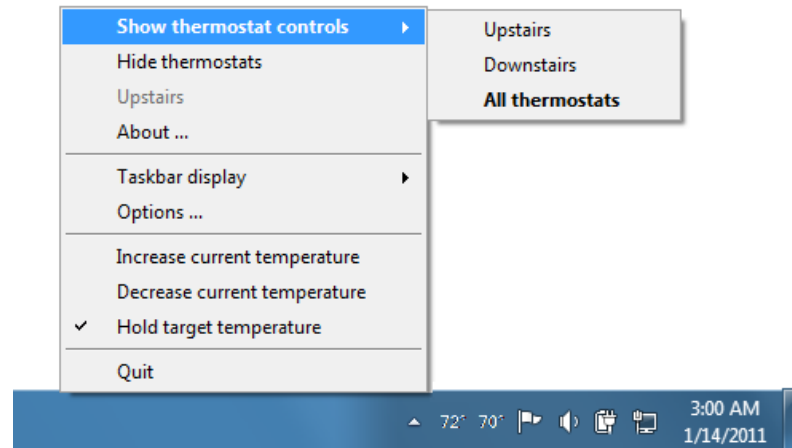 Show thermostat controls
Hide thermostats
Upstairs
About ...
Taskbar display
Options ...
Increase current temperature
Decrease current temperature
Hold target temperature
Quit
Upstairs
Downstairs
All thermostats
72° 70°
3:00 AM
1/14/2011